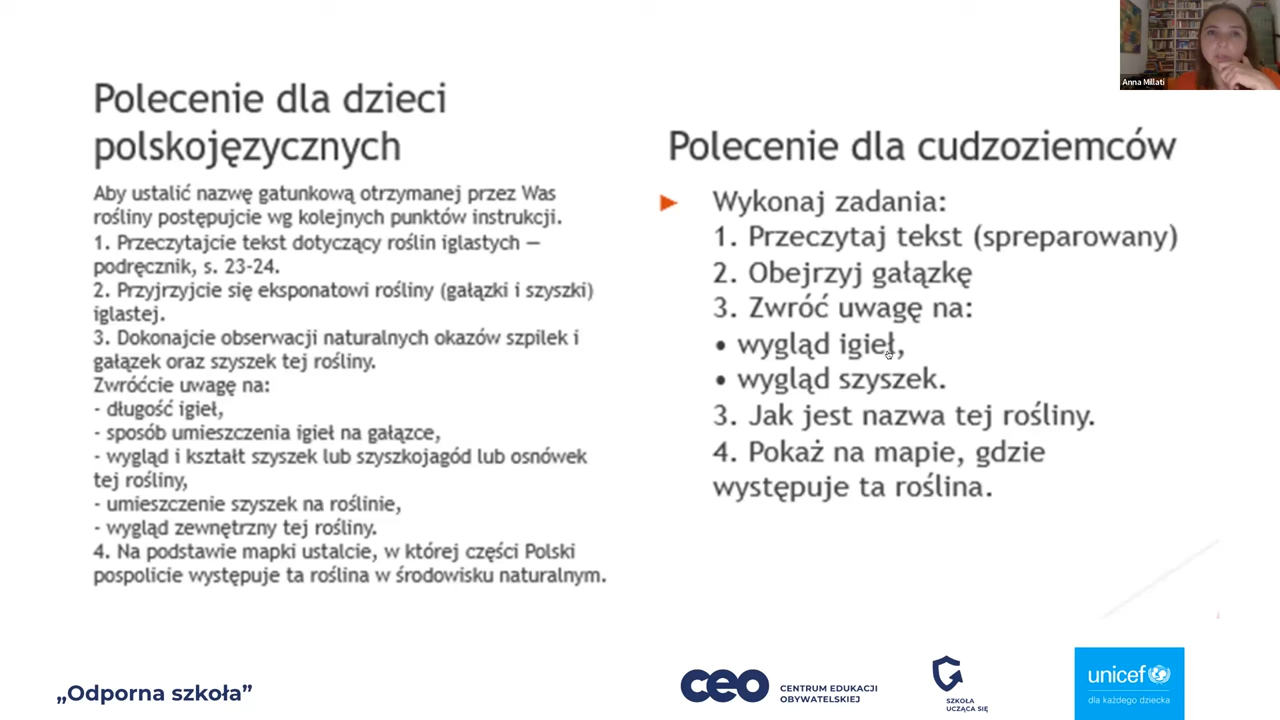 Anna Millati
Polecenie dla dzieci
polskojęzycznych
Aby ustalić nazwę gatunkową otrzymanej przez Was
rośliny postępujcie wg kolejnych punktów instrukcji.
1. Przeczytajcie tekst dotyczący roślin iglastych —
podręcznik, s. 23-24.
2. Przyjrzyjcie się eksponatowi rośliny (gałązki i szyszki)
iglastej.
3. Dokonajcie obserwacji naturalnych okazów szpilek i
gałązek oraz szyszek tej rośliny.
Zwróćcie uwagę na:
- długość igieł,
- sposób umieszczenia igieł na gałązce,
- wygląd i kształt szyszek lub szyszkojagód lub osnówek
tej rośliny,
- umieszczenie szyszek na roślinie,
- wygląd zewnętrzny tej rośliny.
4. Na podstawie mapki ustalcie, w której części Polski
pospolicie występuje ta roślina w środowisku naturalnym.
Polecenie dla cudzoziemców
► Wykonaj zadania:
1. Przeczytaj tekst (spreparowany)
2. Obejrzyj gałązkę
3. Zwróć uwagę na:
• wygląd igieł,
• wygląd szyszek.
3. Jak jest nazwa tej rośliny.
4. Pokaż na mapie, gdzie
występuje ta roślina.
„Odporna szkoła”
ceo
CENTRUM EDUKACJI
OBYWATELSKIEJ
SZKOŁA
UCZĄCA SIĘ
unicef
dla każdego dziecka